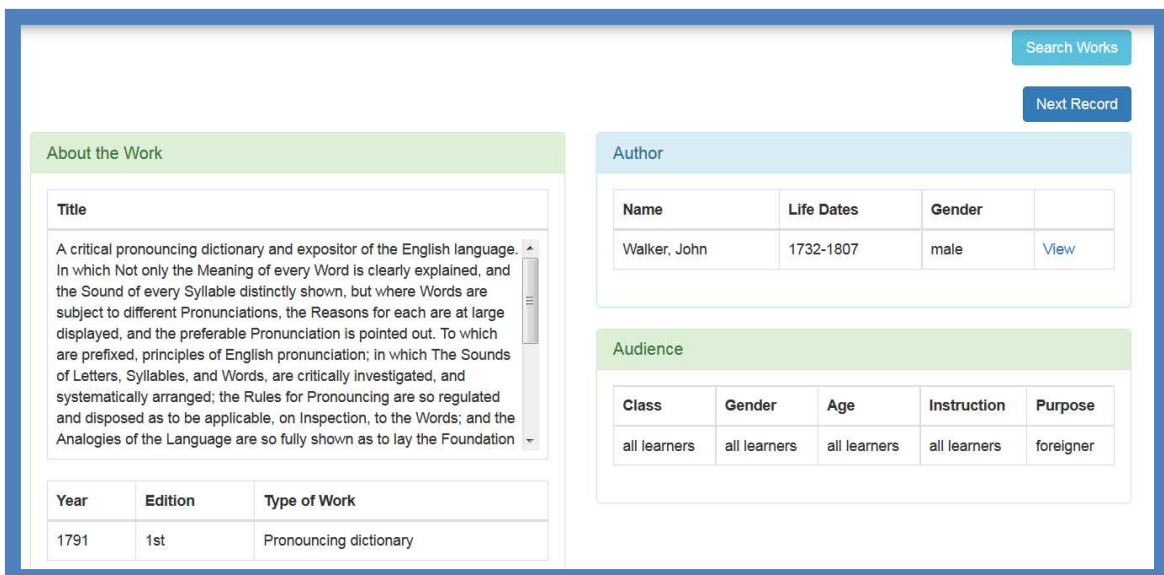 Search Works
Next Record
About the Work
Title
A critical pronouncing dictionary and expositor of the English language.
In which Not only the Meaning of every Word is clearly explained, and
the Sound of every Syllable distinctly shown, but where Words are
subject to different Pronunciations, the Reasons for each are at large
displayed, and the preferable Pronunciation is pointed out. To which
are prefixed, principles of English pronunciation; in which The Sounds
of Letters, Syllables, and Words, are critically investigated, and
systematically arranged; the Rules for Pronouncing are so regulated
and disposed as to be applicable, on Inspection, to the Words; and the
Analogies of the Language are so fully shown as to lay the Foundation
Year Edition Type of Work
1791 1st Pronouncing dictionary
Author
Name Life Dates Gender
Walker, John 1732-1807 male View
Audience
Class Gender Age Instruction Purpose
all learners all learners all learners all learners foreigner